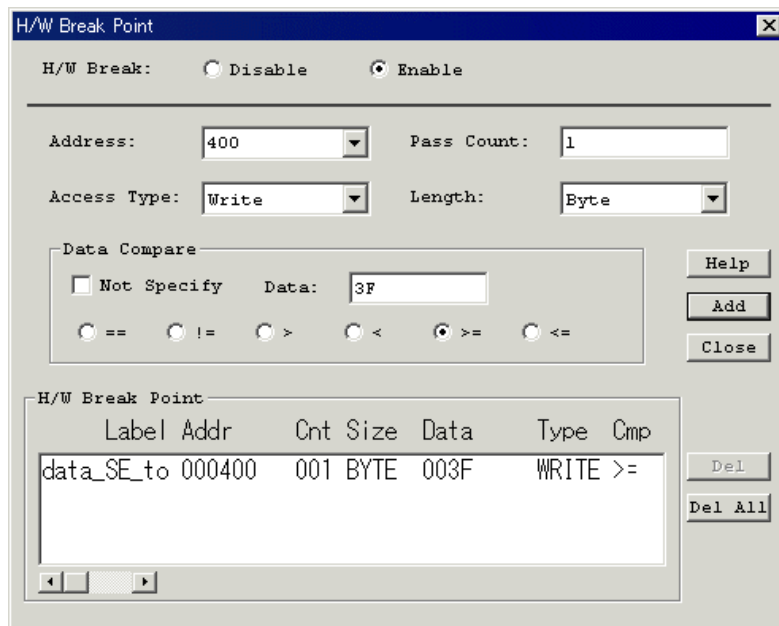 H/W Break Point
H/W Break: Disable Enable
Address: 400 Pass Count: 1
Access Type: Write Length: Byte
Data Compare
Not Specify Data: 3F
== != > < >= <=
Help
Add
Close
H/W Break Point
Label Addr Cnt Size Data Type Cmp
data_SE_to 000400 001 BYTE 003F WRITE >=
Del
Del All